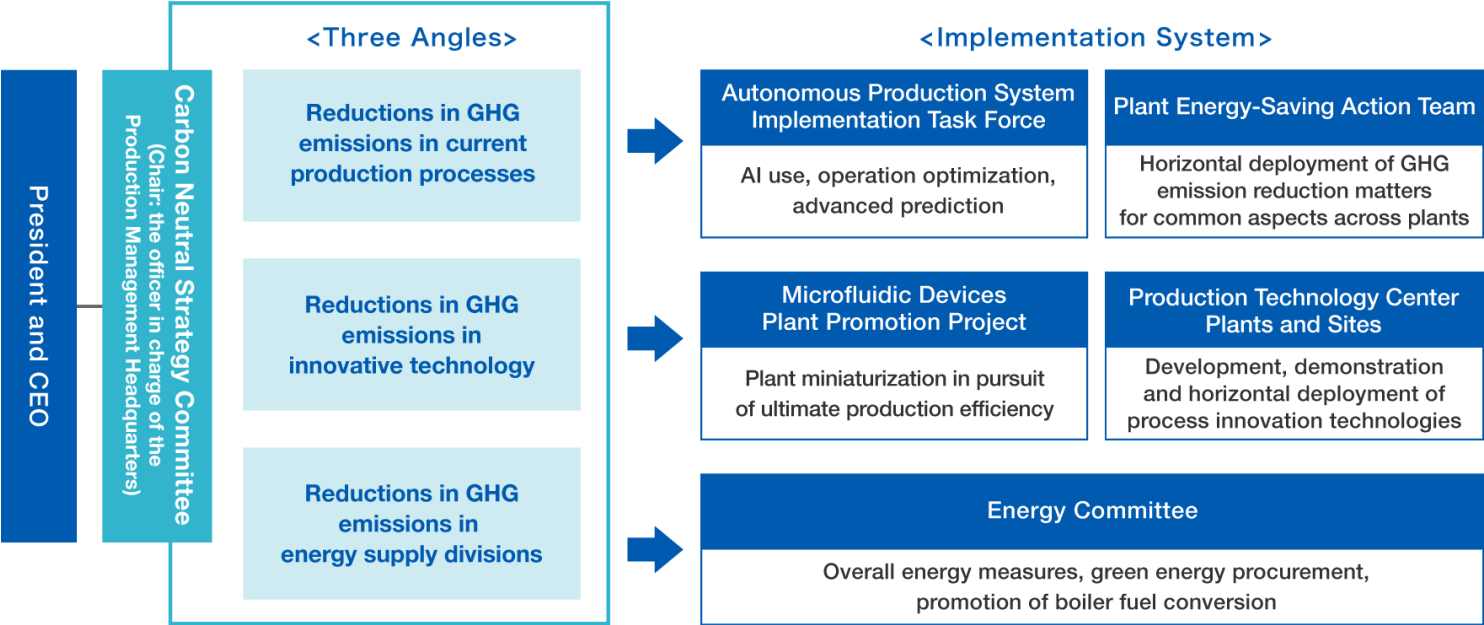 <Three Angles>
<Implementation System>
President and CEO
Carbon Neutral Strategy Committee
(Chair: the officer in charge of the
Production Management Headquarters)
Reductions in GHG
emissions in current
production processes
Autonomous Production System
Implementation Task Force
AI use, operation optimization,
advanced prediction
Plant Energy-Saving Action Team
Horizontal deployment of GHG
emission reduction matters
for common aspects across plants
Reductions in GHG
emissions in
innovative technology
Microfluidic Devices
Plant Promotion Project
Plant miniaturization in pursuit
of ultimate production efficiency
Production Technology Center
Plants and Sites
Development, demonstration
and horizontal deployment of
process innovation technologies
Reductions in GHG
emissions in
energy supply divisions
Energy Committee
Overall energy measures, green energy procurement,
promotion of boiler fuel conversion